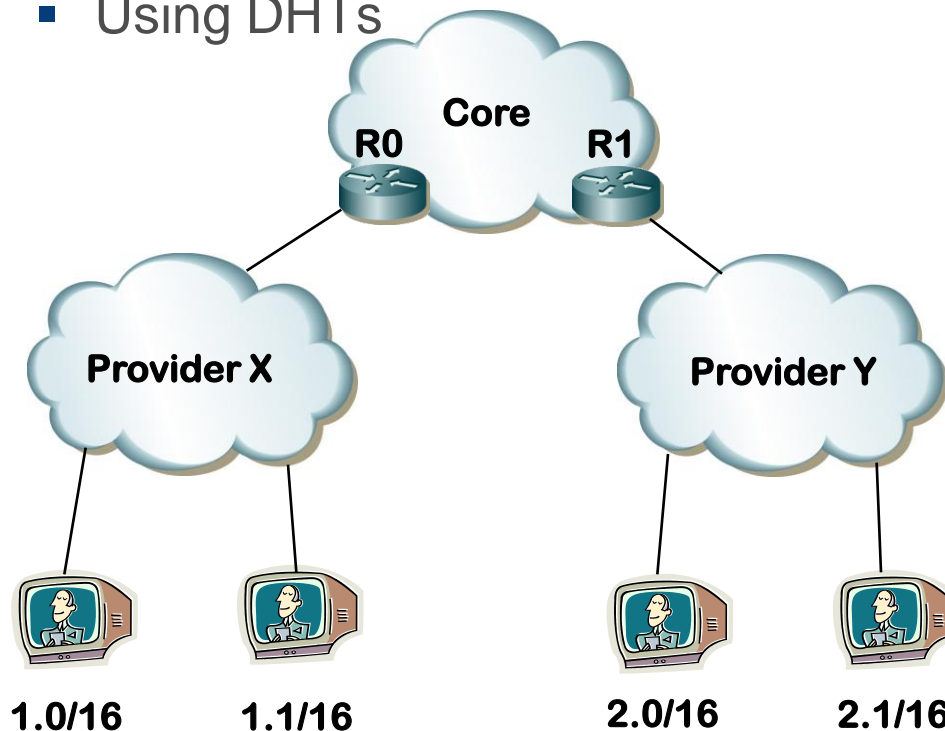 ▪ Using DHTs
Core
R0 R1
Provider X Provider Y
1.0/16 1.1/16 2.0/16 2.1/16